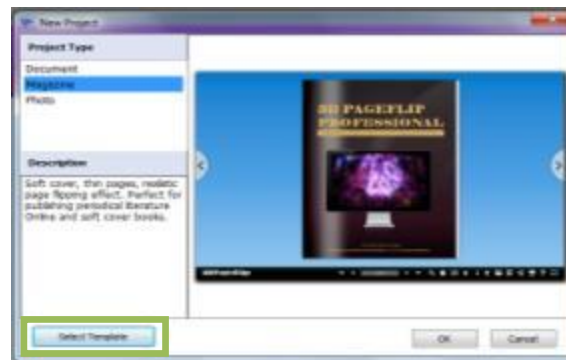 New Project
Project Type
Document
Magazine
Photo
Description
Soft cover, thin pages, realistic
page flipping effect. Perfect for
publishing periodical literature
Online and soft cover books.
3D PAGEFLIP
PROFESSIONAL
Select Template
OK
Cancel